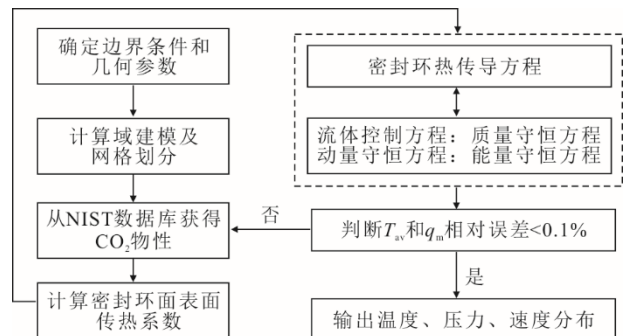 确定边界条件和
几何参数
计算域建模及
网格划分
从NIST数据库获得
CO₂物性
计算密封环面表面
传热系数
密封环热传导方程
流体控制方程：质量守恒方程
动量守恒方程：能量守恒方程
否
判断Tav和qm相对误差<0.1%
是
输出温度、压力、速度分布